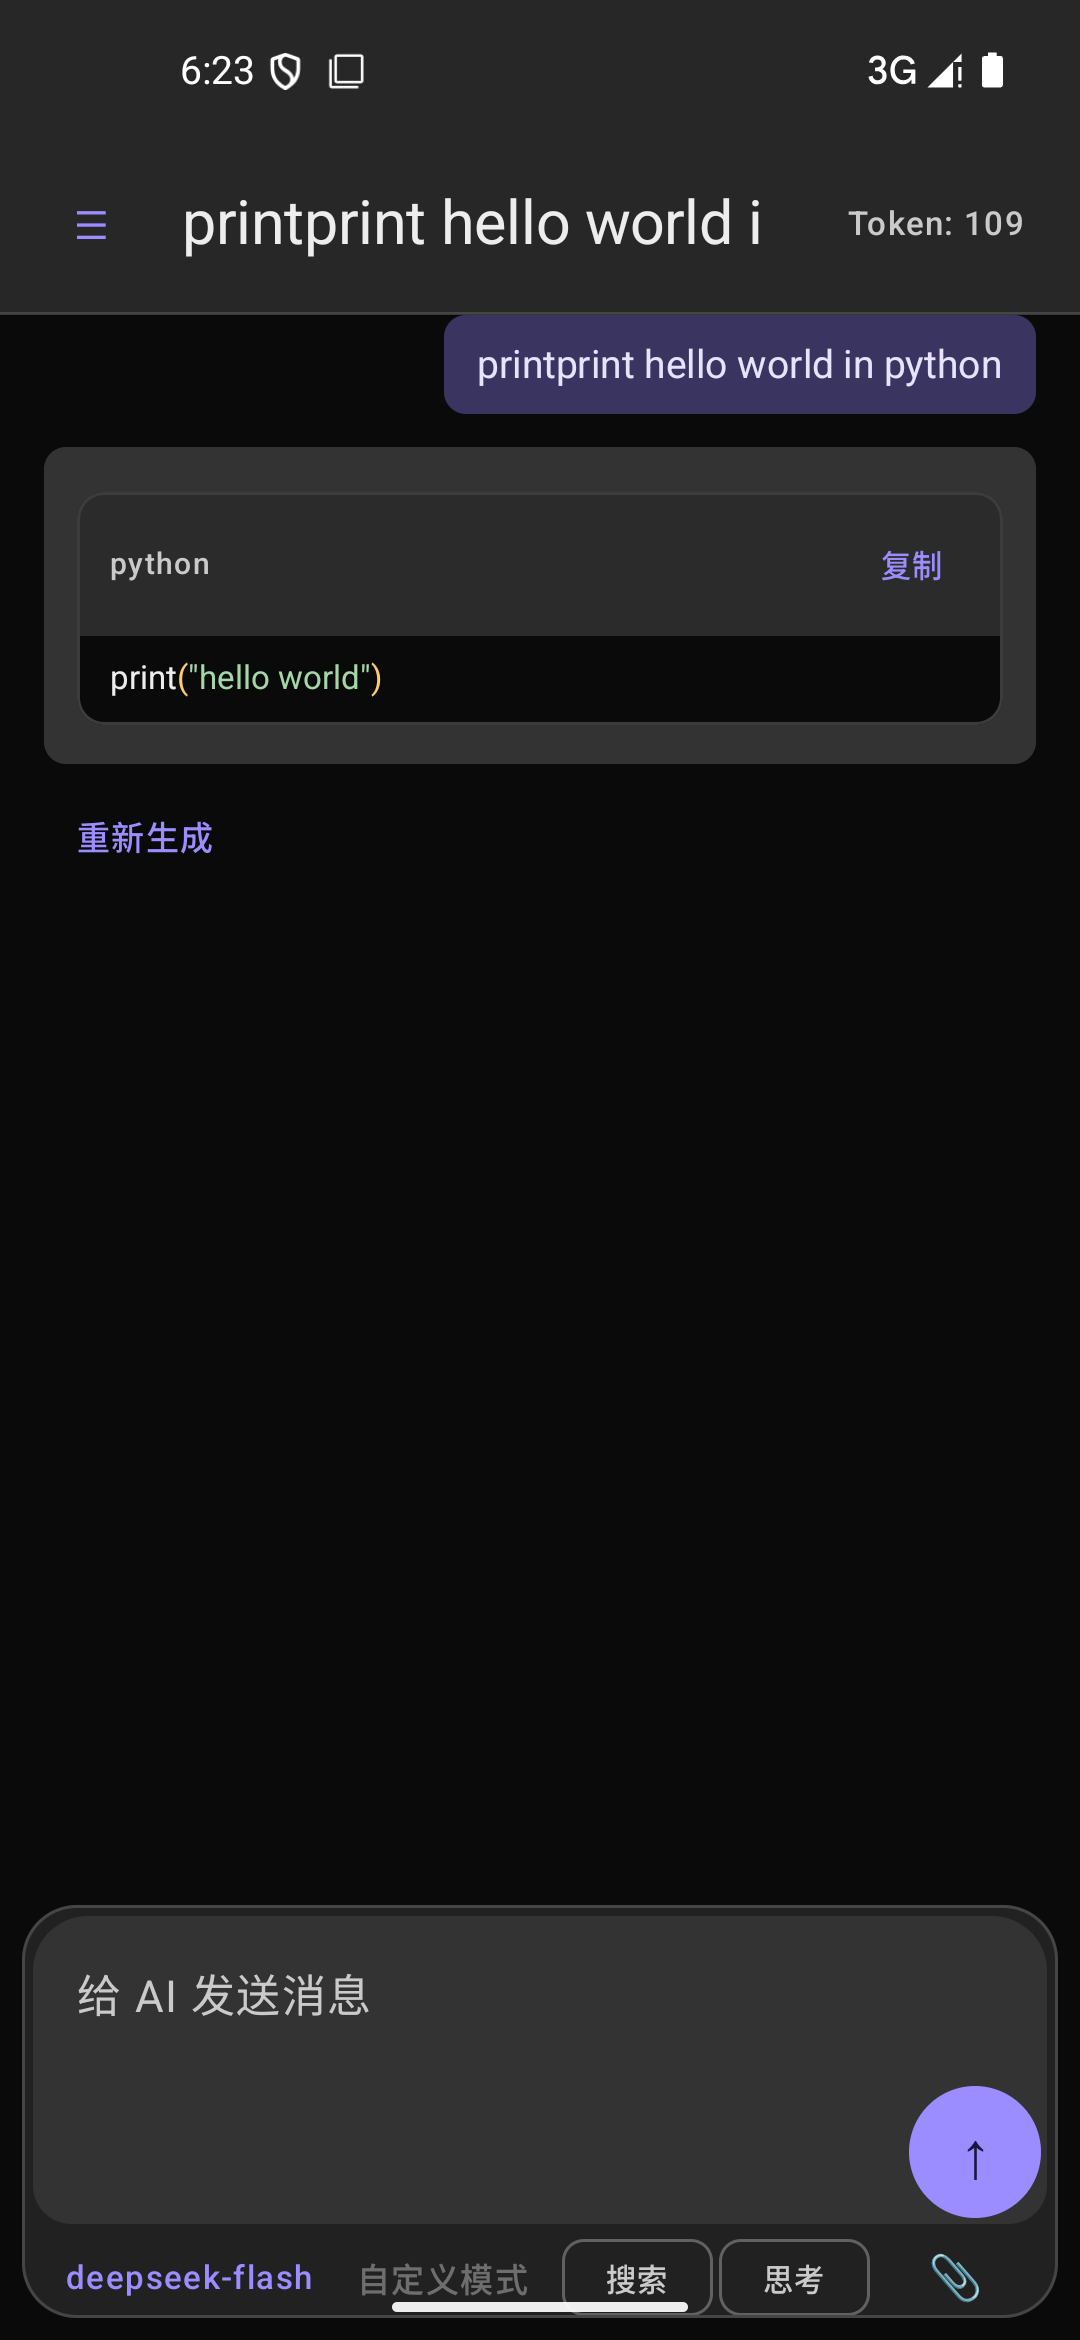 6:23 3G
☰ printprint hello world i Token: 109
printprint hello world in python
python 复制
print("hello world")
重新生成
给 AI 发送消息
↑
deepseek-flash 自定义模式 搜索 思考